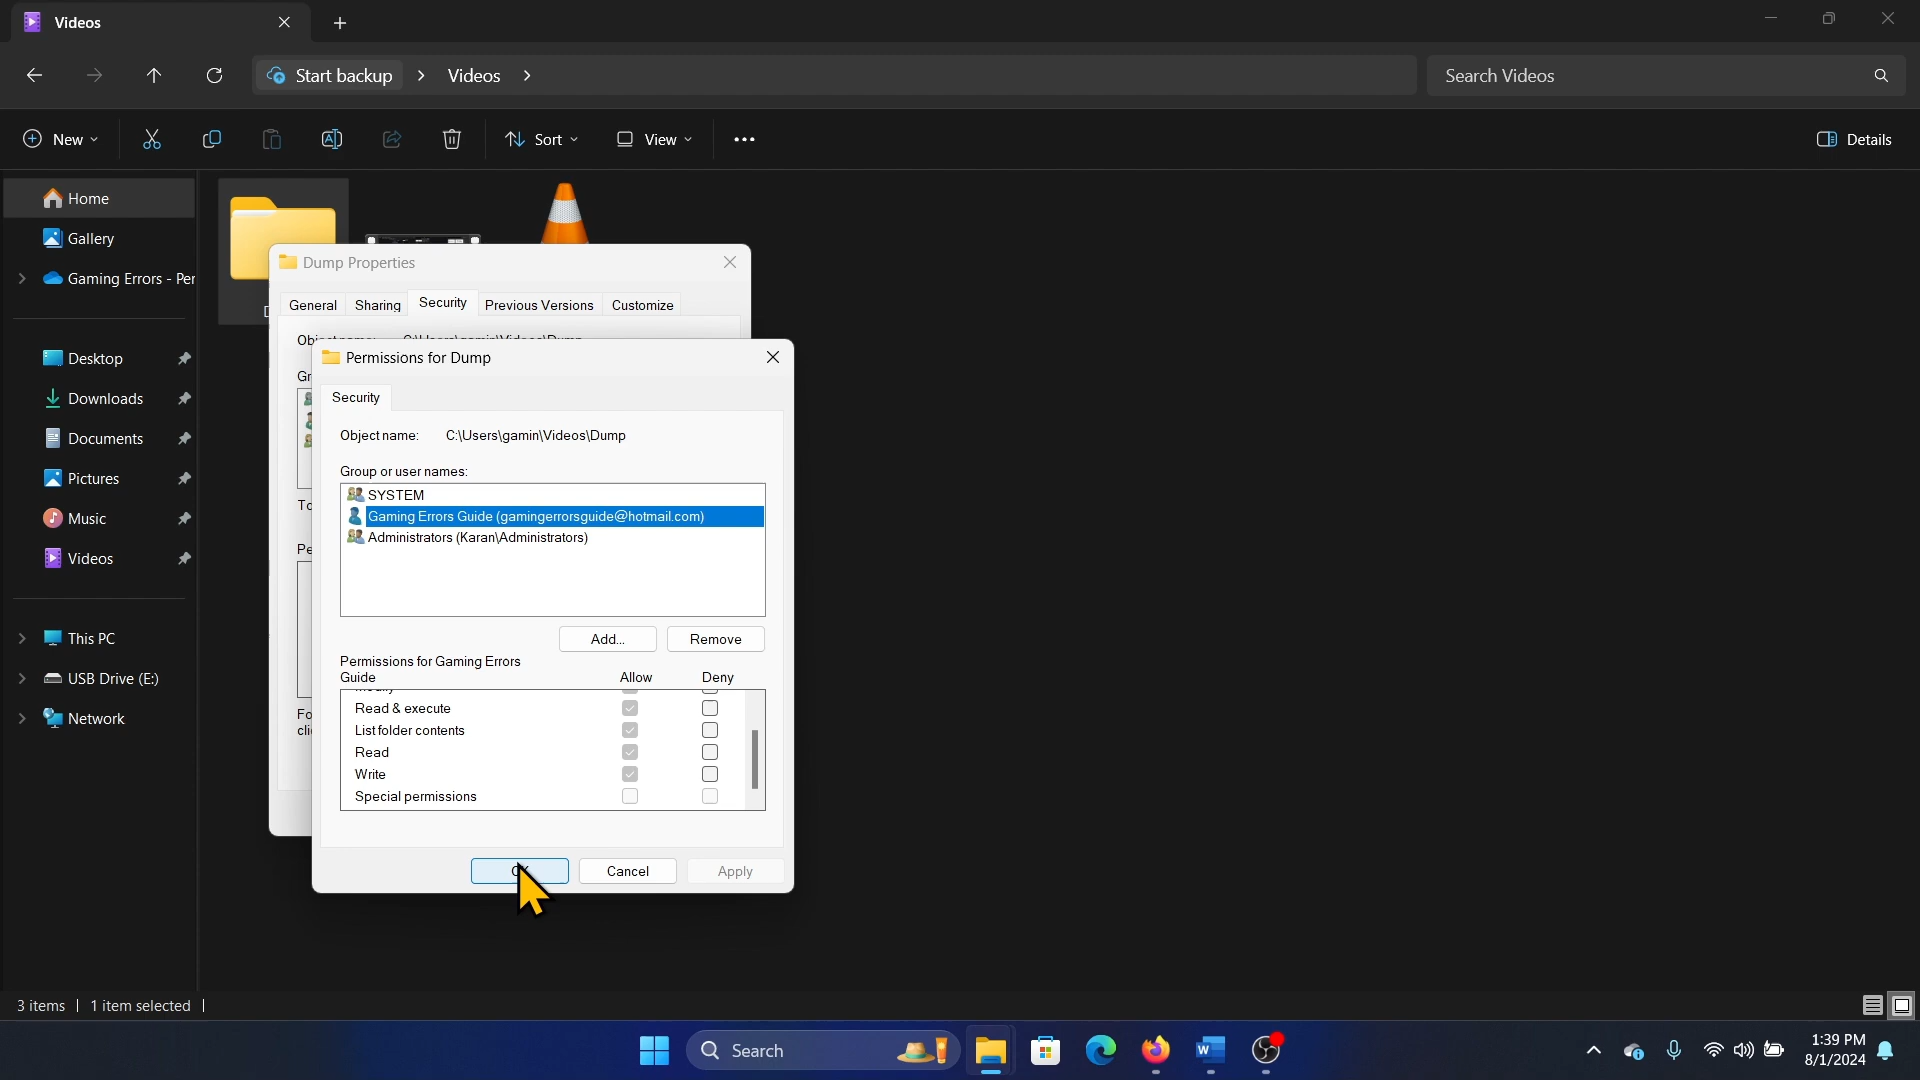 Videos
Start backup > Videos >
Search Videos
New
Sort
View
Details
Home
Gallery
Gaming Errors - Per
Desktop
Downloads
Documents
Pictures
Music
Videos
This PC
USB Drive (E:)
Network
Dump Properties
General Sharing Security Previous Versions Customize
Permissions for Dump
Security
Object name: C:\Users\gamin\Videos\Dump
Group or user names:
SYSTEM
Gaming Errors Guide (gamingerrorsguide@hotmail.com)
Administrators (Karan\Administrators)
Add... Remove
Permissions for Gaming Errors
Guide Allow Deny
Modify
Read & execute
List folder contents
Read
Write
Special permissions
OK Cancel Apply
3 items | 1 item selected |
Search
1:39 PM
8/1/2024